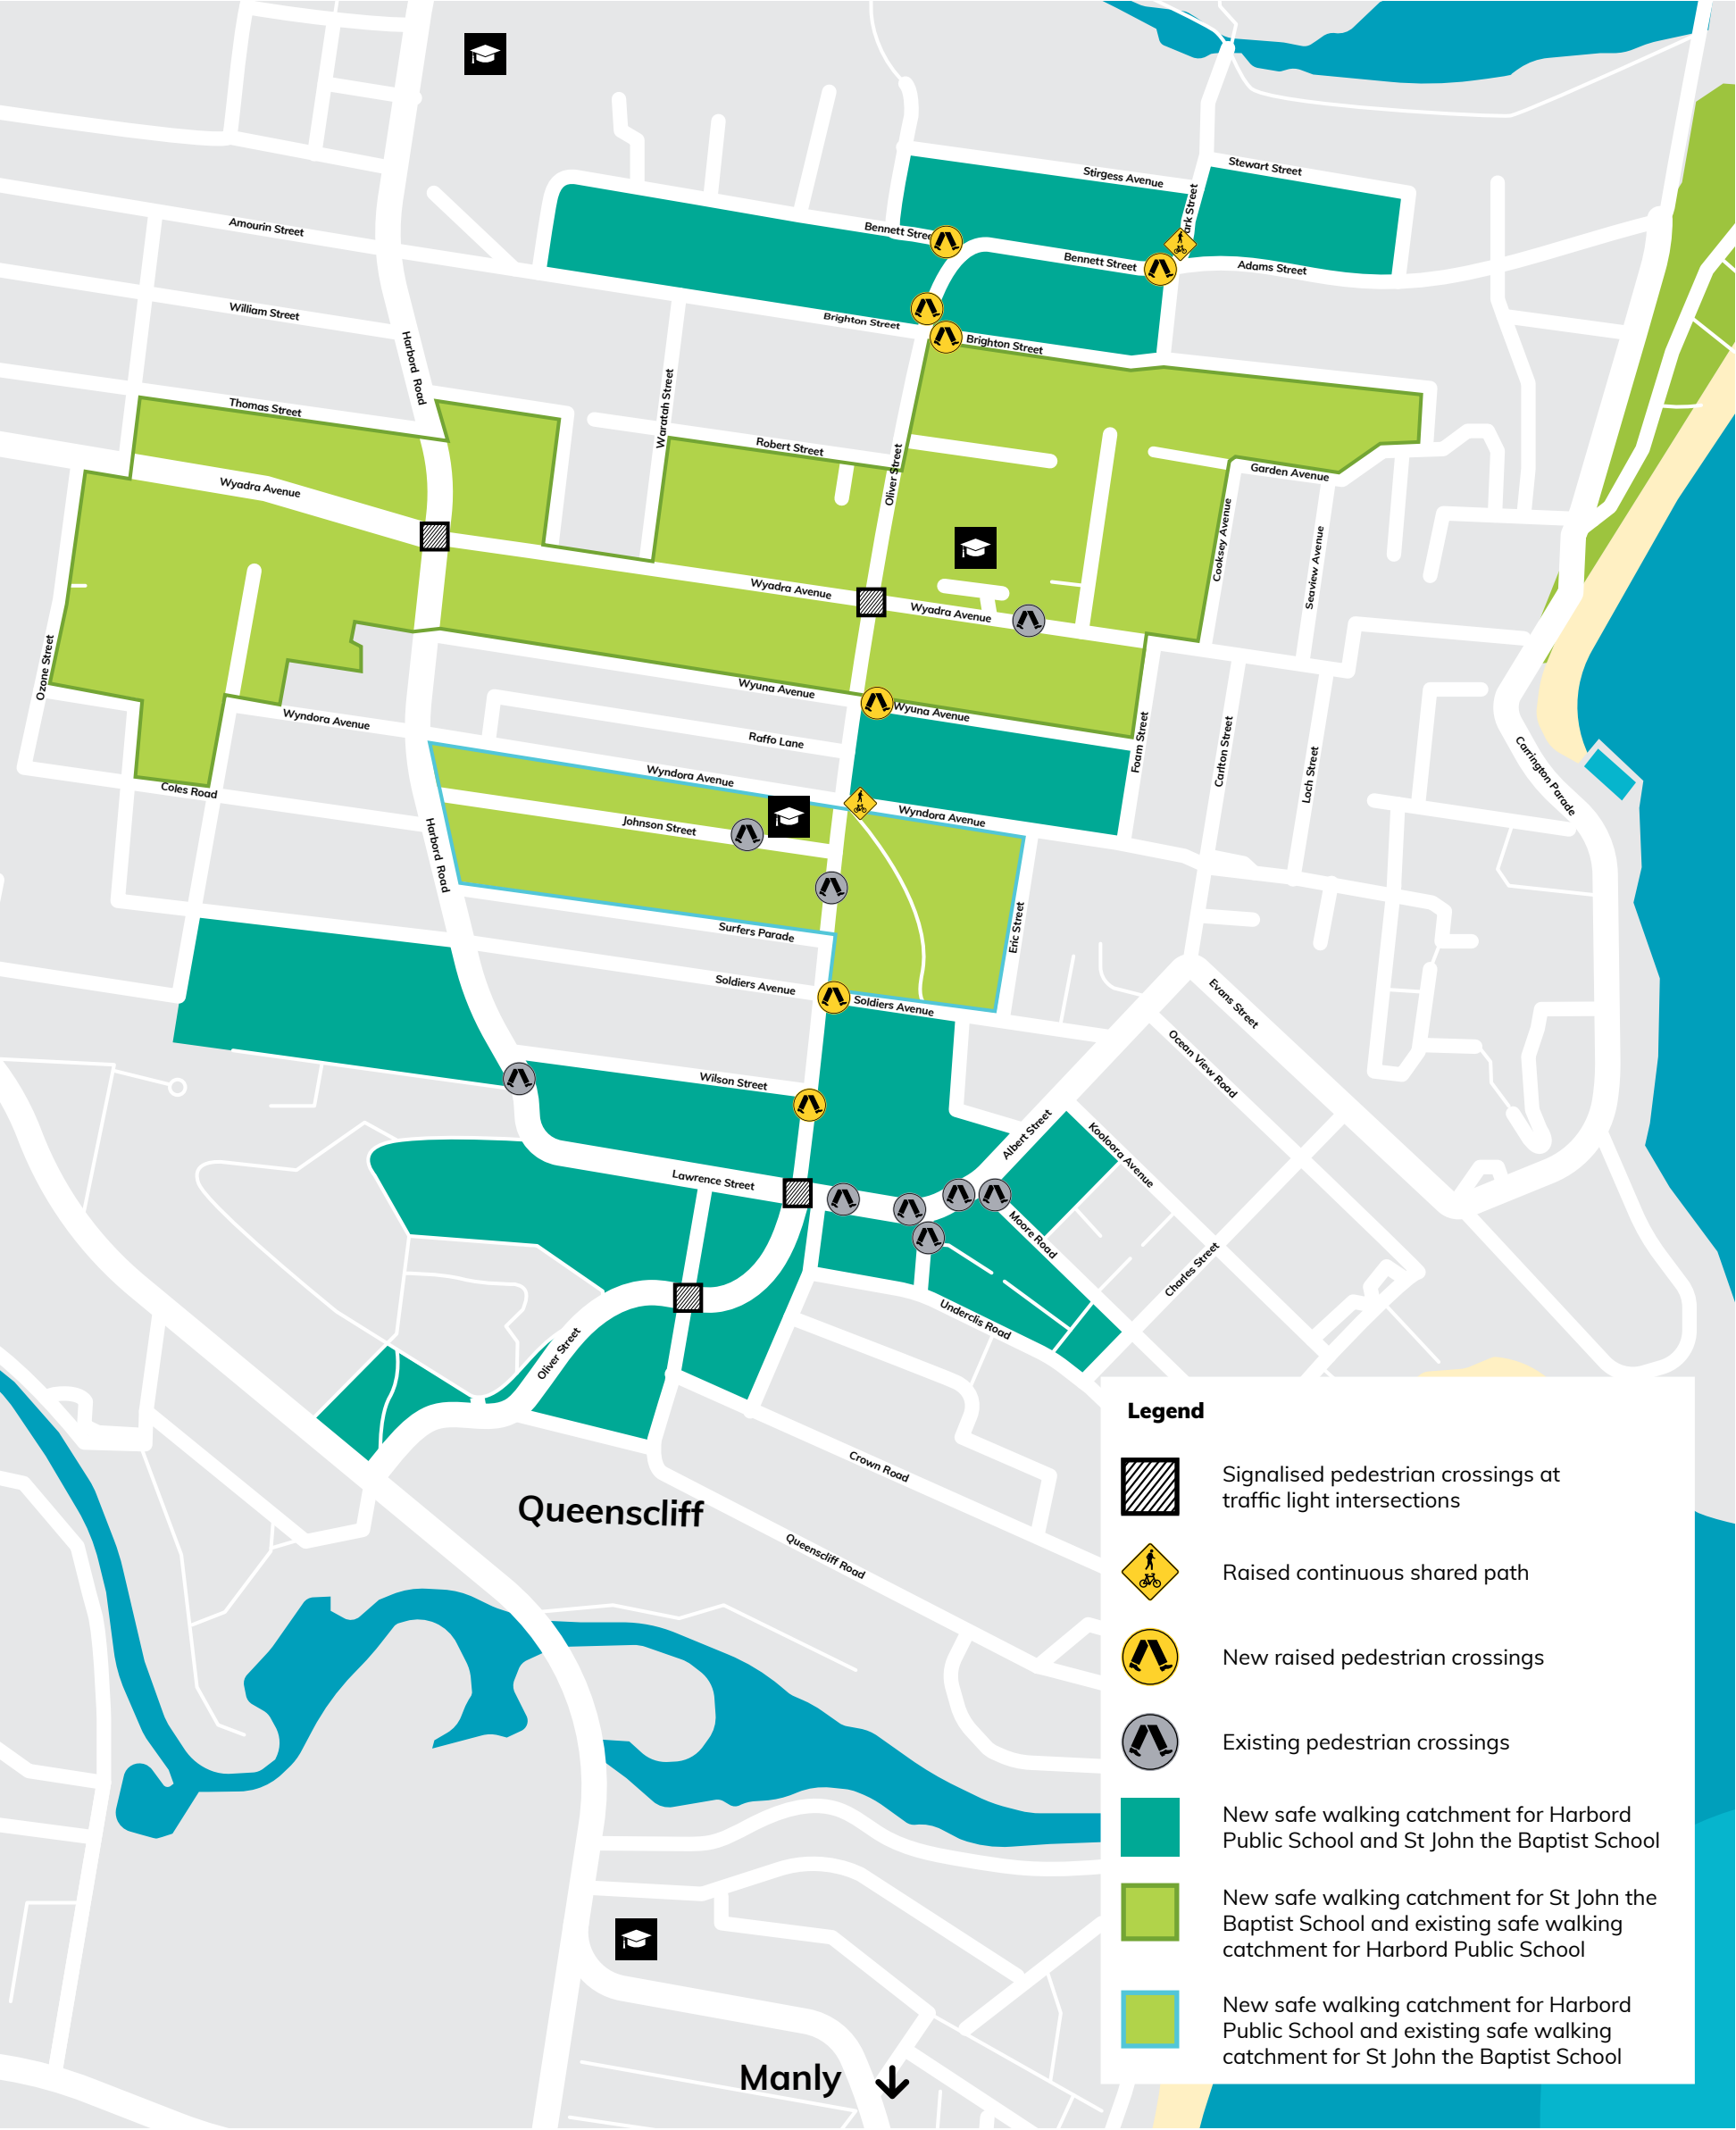 Stirgess Avenue
Stewart Street
ark Street
Amourin Street
Bennett Stree
Bennett Street
Adams Street
William Street
Brighton Street
Brighton Street
Harbord Road
Waratah Street
Thomas Street
Robert Street
Oliver Street
Garden Avenue
Wyadra Avenue
Cooksey Avenue
Seaview Avenue
Wyadra Avenue
Wyadra Avenue
Ozone Street
Wyuna Avenue
Wyuna Avenue
Wyndora Avenue
Raffo Lane
Foam Street
Carlton Street
Loch Street
Carrington Parade
Wyndora Avenue
Coles Road
Wyndora Avenue
Johnson Street
Harbord Road
Surfers Parade
Eric Street
Soldiers Avenue
Soldiers Avenue
Evans Street
Ocean View Road
Wilson Street
Albert Street
Kooloora Avenue
Lawrence Street
Moore Road
Charles Street
Underclis Road
Oliver Street
Crown Road
Queenscliff
Queenscliff Road
Manly
Legend
Signalised pedestrian crossings at
traffic light intersections
Raised continuous shared path
New raised pedestrian crossings
Existing pedestrian crossings
New safe walking catchment for Harbord
Public School and St John the Baptist School
New safe walking catchment for St John the
Baptist School and existing safe walking
catchment for Harbord Public School
New safe walking catchment for Harbord
Public School and existing safe walking
catchment for St John the Baptist School